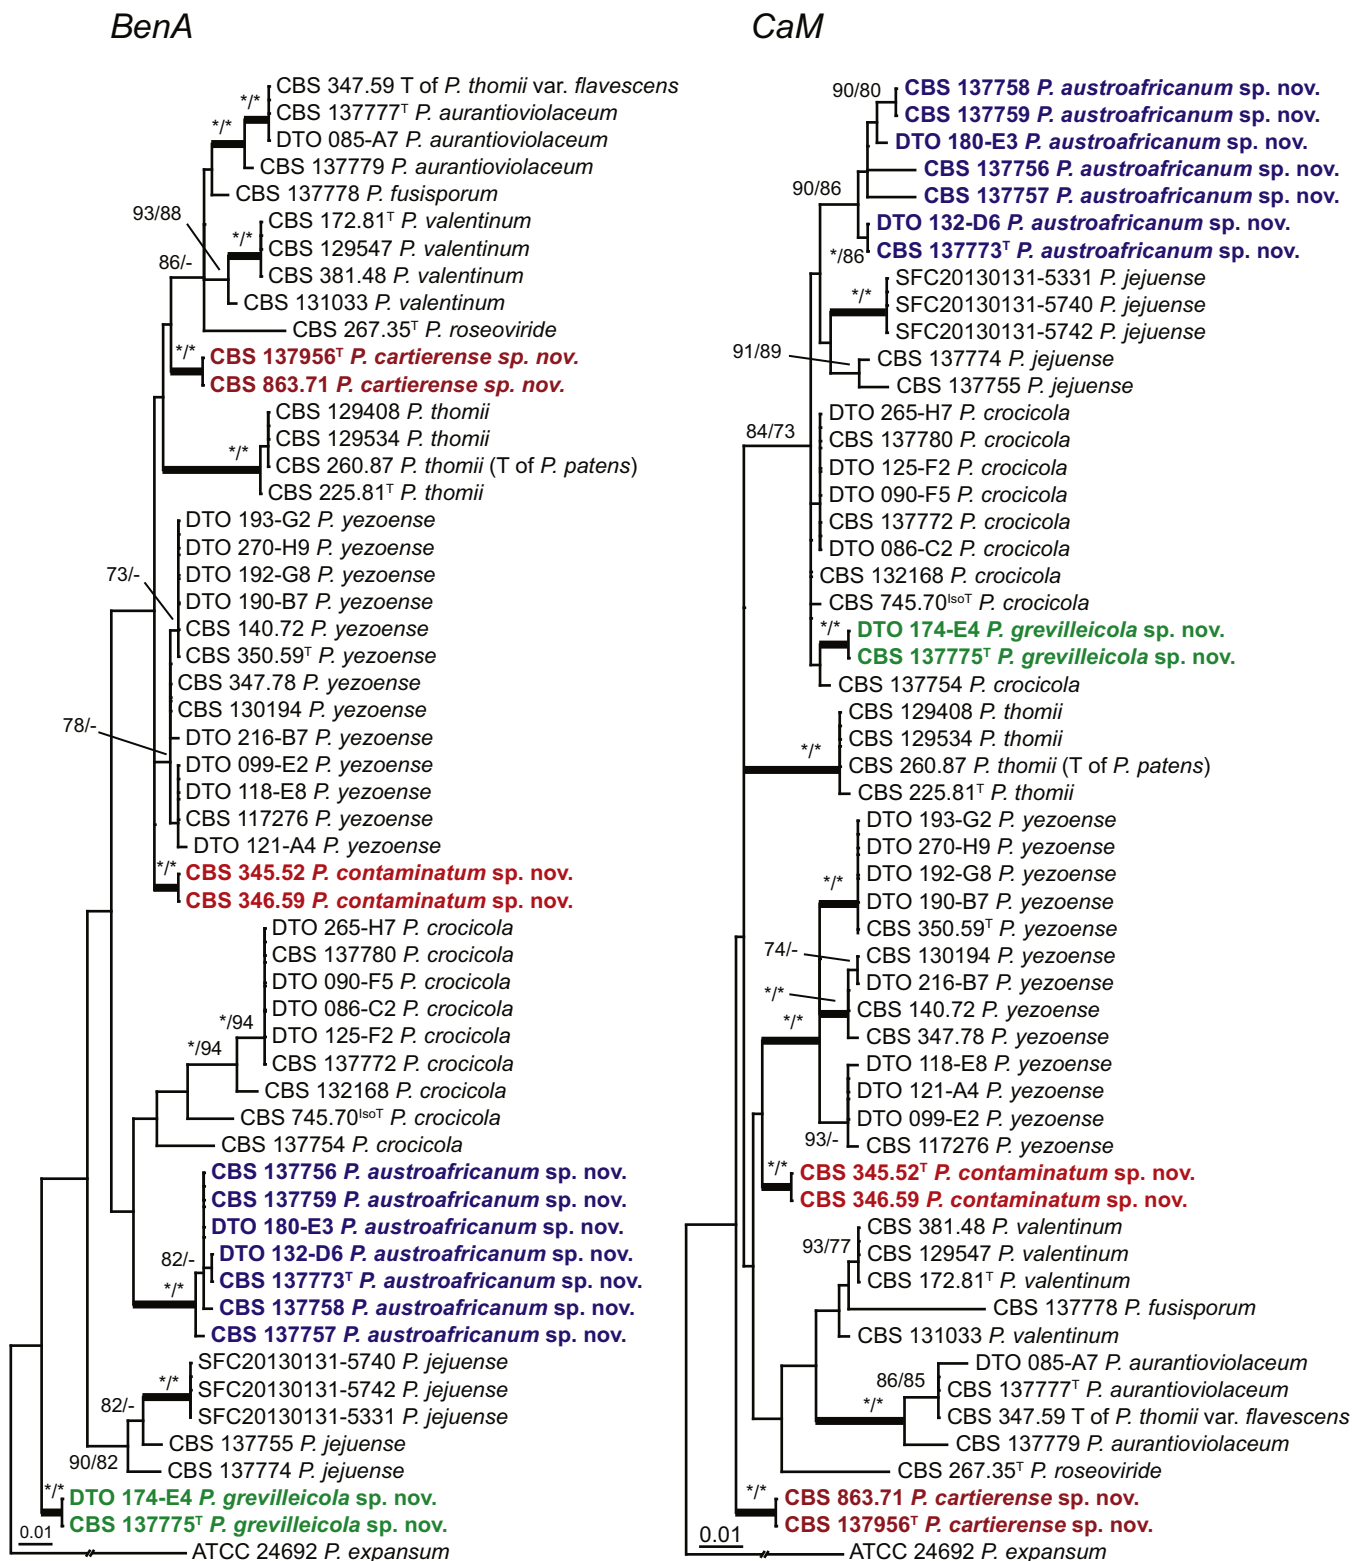 BenA
CBS 347.59 T of P. thomii var. flavescens
*/*
CBS 137777T P. aurantioviolaceum
*/*
DTO 085-A7 P. aurantioviolaceum
CBS 137779 P. aurantioviolaceum
CBS 137778 P. fusisporum
93/88
CBS 172.81T P. valentinum
*/*
CBS 129547 P. valentinum
86/-
CBS 381.48 P. valentinum
CBS 131033 P. valentinum
CBS 267.35T P. roseoviride
*/*
CBS 137956T P. cartierense sp. nov.
CBS 863.71 P. cartierense sp. nov.
CBS 129408 P. thomii
CBS 129534 P. thomii
*/*
CBS 260.87 P. thomii (T of P. patens)
CBS 225.81T P. thomii
DTO 193-G2 P. yezoense
DTO 270-H9 P. yezoense
73/-
DTO 192-G8 P. yezoense
DTO 190-B7 P. yezoense
CBS 140.72 P. yezoense
CBS 350.59T P. yezoense
CBS 347.78 P. yezoense
CBS 130194 P. yezoense
78/-
DTO 216-B7 P. yezoense
DTO 099-E2 P. yezoense
DTO 118-E8 P. yezoense
CBS 117276 P. yezoense
DTO 121-A4 P. yezoense
*/*
CBS 345.52 P. contaminatum sp. nov.
CBS 346.59 P. contaminatum sp. nov.
DTO 265-H7 P. crocicola
CBS 137780 P. crocicola
DTO 090-F5 P. crocicola
DTO 086-C2 P. crocicola
*/94
DTO 125-F2 P. crocicola
*/94
CBS 137772 P. crocicola
CBS 132168 P. crocicola
CBS 745.70IsoT P. crocicola
CBS 137754 P. crocicola
CBS 137756 P. austroafricanum sp. nov.
CBS 137759 P. austroafricanum sp. nov.
DTO 180-E3 P. austroafricanum sp. nov.
82/-
DTO 132-D6 P. austroafricanum sp. nov.
*/*
CBS 137773T P. austroafricanum sp. nov.
CBS 137758 P. austroafricanum sp. nov.
CBS 137757 P. austroafricanum sp. nov.
SFC20130131-5740 P. jejuense
*/*
SFC20130131-5742 P. jejuense
82/-
SFC20130131-5331 P. jejuense
CBS 137755 P. jejuense
90/82
CBS 137774 P. jejuense
*/*
DTO 174-E4 P. grevilleicola sp. nov.
CBS 137775T P. grevilleicola sp. nov.
0.01
ATCC 24692 P. expansum
CaM
90/80
CBS 137758 P. austroafricanum sp. nov.
CBS 137759 P. austroafricanum sp. nov.
DTO 180-E3 P. austroafricanum sp. nov.
CBS 137756 P. austroafricanum sp. nov.
90/86
CBS 137757 P. austroafricanum sp. nov.
DTO 132-D6 P. austroafricanum sp. nov.
*/86
CBS 137773T P. austroafricanum sp. nov.
SFC20130131-5331 P. jejuense
*/*
SFC20130131-5740 P. jejuense
SFC20130131-5742 P. jejuense
91/89
CBS 137774 P. jejuense
CBS 137755 P. jejuense
DTO 265-H7 P. crocicola
84/73
CBS 137780 P. crocicola
DTO 125-F2 P. crocicola
DTO 090-F5 P. crocicola
CBS 137772 P. crocicola
DTO 086-C2 P. crocicola
CBS 132168 P. crocicola
CBS 745.70IsoT P. crocicola
*/*
DTO 174-E4 P. grevilleicola sp. nov.
CBS 137775T P. grevilleicola sp. nov.
CBS 137754 P. crocicola
CBS 129408 P. thomii
*/*
CBS 129534 P. thomii
CBS 260.87 P. thomii (T of P. patens)
CBS 225.81T P. thomii
DTO 193-G2 P. yezoense
DTO 270-H9 P. yezoense
*/*
DTO 192-G8 P. yezoense
DTO 190-B7 P. yezoense
CBS 350.59T P. yezoense
74/-
CBS 130194 P. yezoense
DTO 216-B7 P. yezoense
*/*
CBS 140.72 P. yezoense
*/*
CBS 347.78 P. yezoense
DTO 118-E8 P. yezoense
DTO 121-A4 P. yezoense
DTO 099-E2 P. yezoense
93/-
CBS 117276 P. yezoense
*/*
CBS 345.52T P. contaminatum sp. nov.
CBS 346.59 P. contaminatum sp. nov.
CBS 381.48 P. valentinum
93/77
CBS 129547 P. valentinum
CBS 172.81T P. valentinum
CBS 137778 P. fusisporum
CBS 131033 P. valentinum
DTO 085-A7 P. aurantioviolaceum
86/85
CBS 137777T P. aurantioviolaceum
*/*
CBS 347.59 T of P. thomii var. flavescens
CBS 137779 P. aurantioviolaceum
CBS 267.35T P. roseoviride
*/*
CBS 863.71 P. cartierense sp. nov.
CBS 137956T P. cartierense sp. nov.
0.01
ATCC 24692 P. expansum